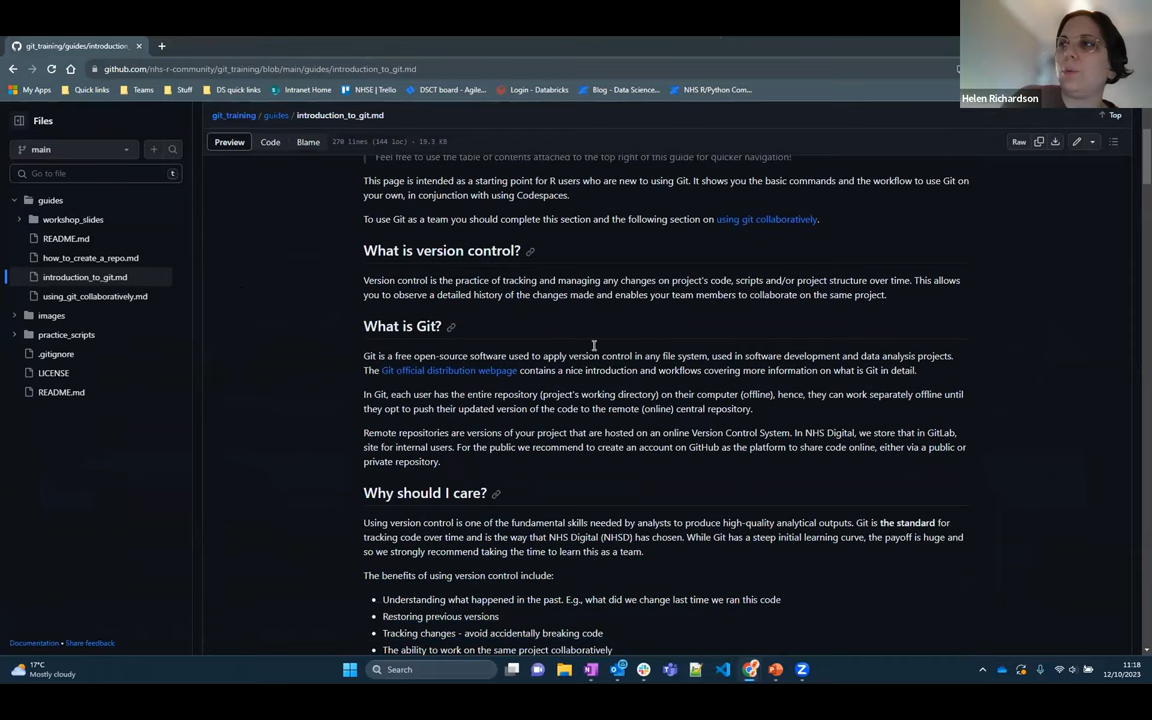 git_training/guides/introduction_
github.com/nhs-r-community/git_training/blob/main/guides/introduction_to_git.md
My Apps
Quick links
Teams
Stuff
DS quick links
Intranet Home
NHSE | Trello
DSCT board - Agile...
Login - Databricks
Blog - Data Science...
NHS R/Python Com...
Helen Richardson
Files
main
Go to file
t
guides
workshop_slides
README.md
how_to_create_a_repo.md
introduction_to_git.md
using_git_collaboratively.md
images
practice_scripts
.gitignore
LICENSE
README.md
Documentation • Share feedback
git_training / guides / introduction_to_git.md
Top
Preview
Code
Blame
270 lines (144 loc) · 19.3 KB
Raw
Feel free to use the table of contents attached to the top right of this guide for quicker navigation!
This page is intended as a starting point for R users who are new to using Git. It shows you the basic commands and the workflow to use Git on
your own, in conjunction with using Codespaces.
To use Git as a team you should complete this section and the following section on using git collaboratively.
What is version control?
Version control is the practice of tracking and managing any changes on project's code, scripts and/or project structure over time. This allows
you to observe a detailed history of the changes made and enables your team members to collaborate on the same project.
What is Git?
Git is a free open-source software used to apply version control in any file system, used in software development and data analysis projects.
The Git official distribution webpage contains a nice introduction and workflows covering more information on what is Git in detail.
In Git, each user has the entire repository (project's working directory) on their computer (offline), hence, they can work separately offline until
they opt to push their updated version of the code to the remote (online) central repository.
Remote repositories are versions of your project that are hosted on an online Version Control System. In NHS Digital, we store that in GitLab,
site for internal users. For the public we recommend to create an account on GitHub as the platform to share code online, either via a public or
private repository.
Why should I care?
Using version control is one of the fundamental skills needed by analysts to produce high-quality analytical outputs. Git is the standard for
tracking code over time and is the way that NHS Digital (NHSD) has chosen. While Git has a steep initial learning curve, the payoff is huge and
so we strongly recommend taking the time to learn this as a team.
The benefits of using version control include:
• Understanding what happened in the past. E.g., what did we change last time we ran this code
• Restoring previous versions
• Tracking changes - avoid accidentally breaking code
• The ability to work on the same project collaboratively
17°C
Mostly cloudy
Search
11:18
12/10/2023